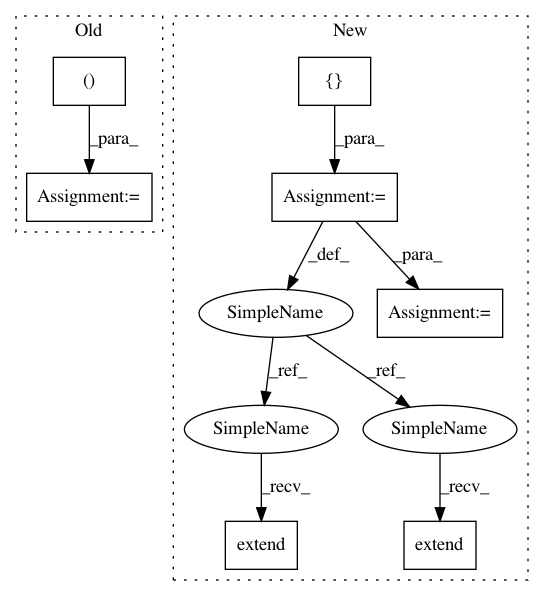 Old
New
()
{}
_para_
_para_
Assignment:=
Assignment:=
_def_
_para_
SimpleName
Assignment:=
_ref_
_ref_
SimpleName
SimpleName
_recv_
_recv_
extend
extend